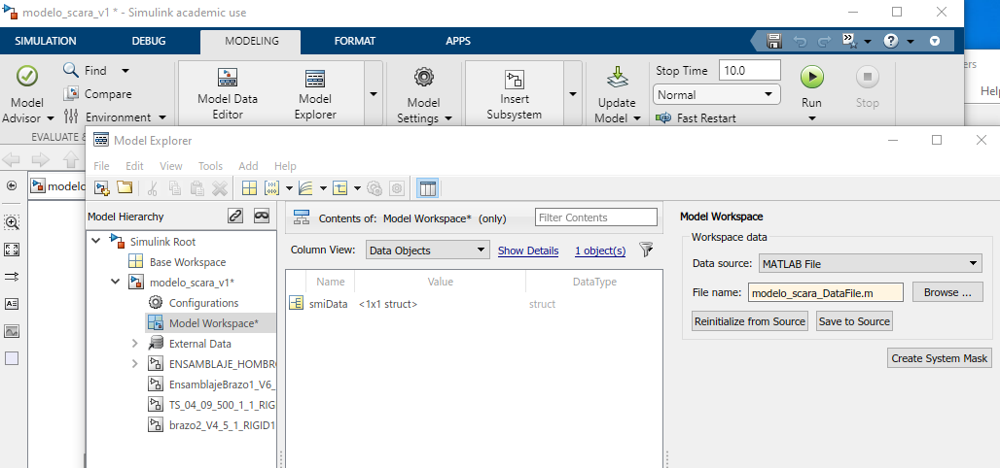 modelo_scara_v1 * - Simulink academic use
SIMULATION DEBUG MODELING FORMAT APPS
Find
Compare
Environment
Model
Advisor
Model Data
Editor
Model
Explorer
Model
Settings
Insert
Subsystem
Update
Model
Stop Time 10.0
Normal
Fast Restart
Run
Stop
ers
Help
EVALUATE &
Model Explorer
File Edit View Tools Add Help
modelo
Model Hierarchy
Simulink Root
Base Workspace
modelo_scara_v1*
Configurations
Model Workspace*
External Data
ENSAMBLAJE_HOMBRO
EnsamblajeBrazo1_V6_
TS_04_09_500_1_1_RIG
brazo2_V4_5_1_RIGID1
Contents of: Model Workspace* (only) Filter Contents
Column View: Data Objects Show Details 1 object(s)
Name Value DataType
smiData <1x1 struct> struct
Model Workspace
Workspace data
Data source: MATLAB File
File name: modelo_scara_DataFile.m Browse ...
Reinitialize from Source Save to Source
Create System Mask